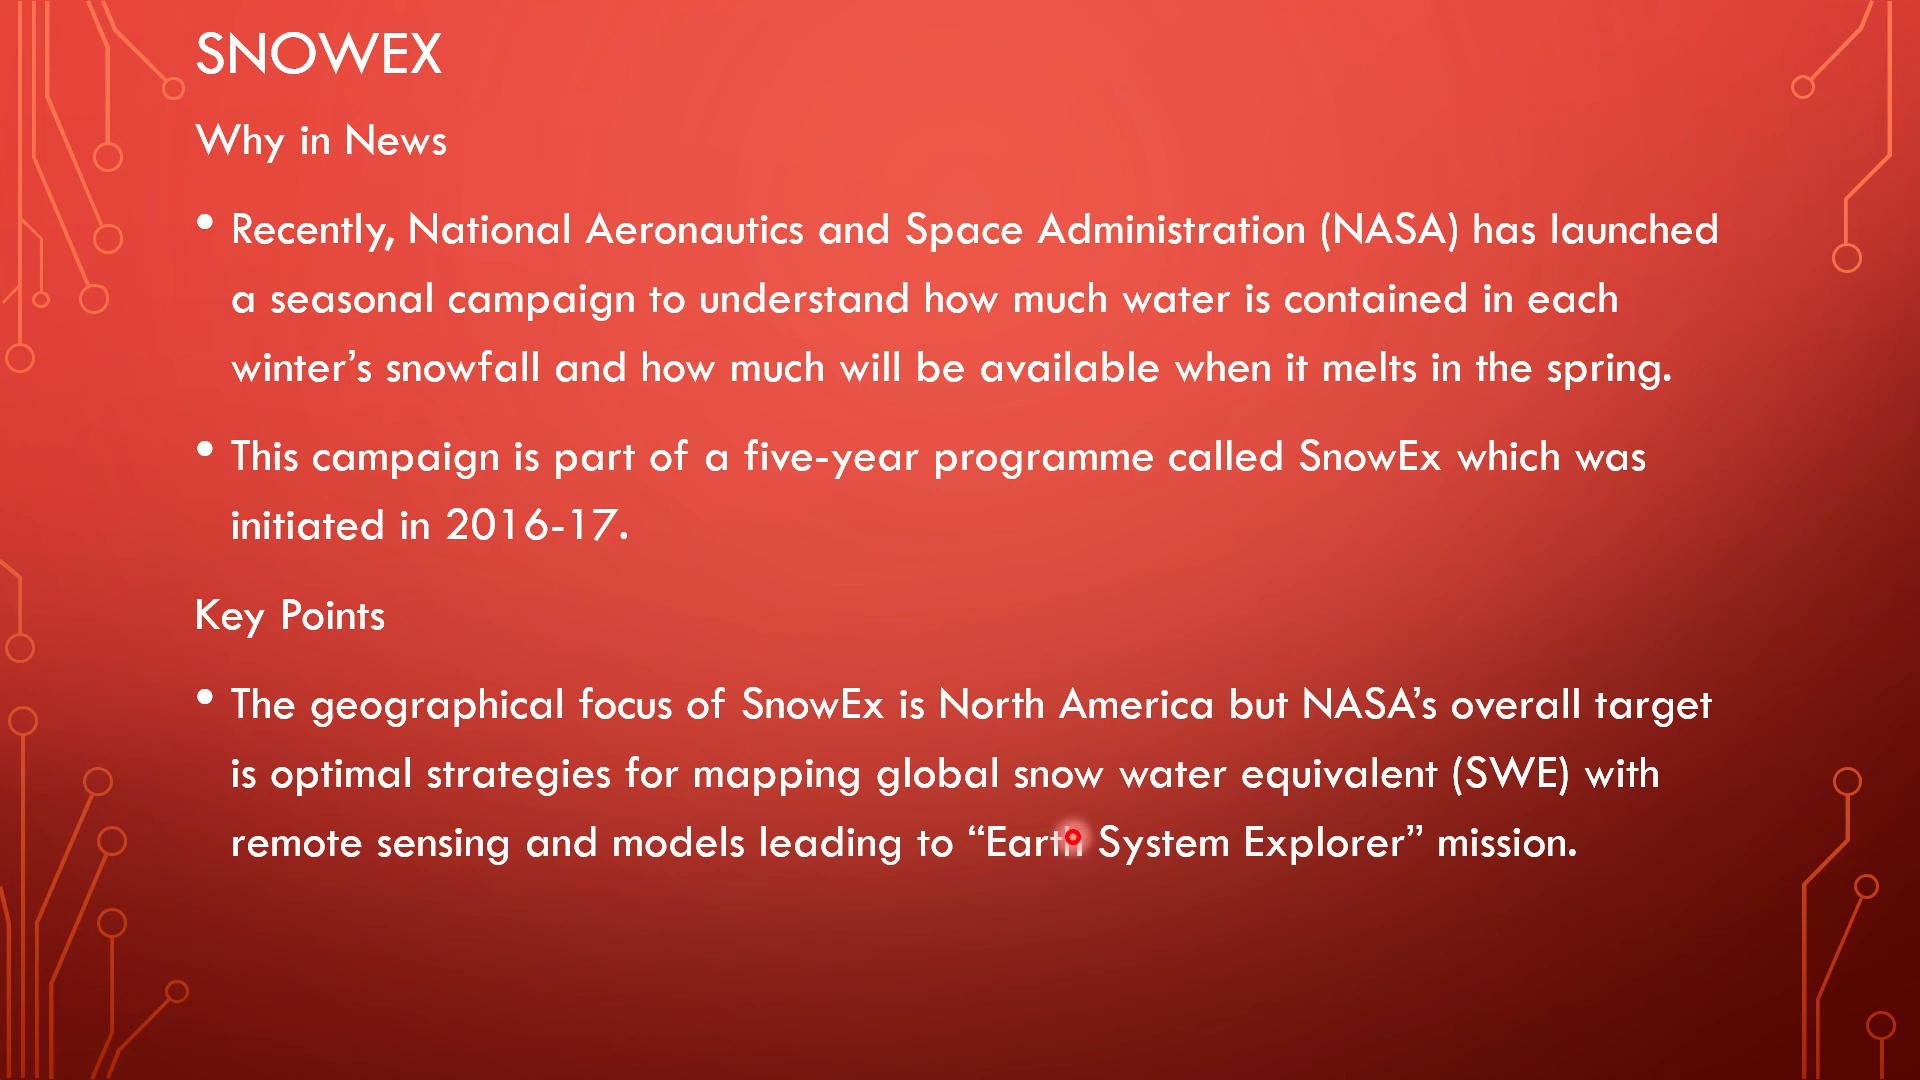 SNOWEX
Why in News
• Recently, National Aeronautics and Space Administration (NASA) has launched
a seasonal campaign to understand how much water is contained in each
winter’s snowfall and how much will be available when it melts in the spring.
• This campaign is part of a five-year programme called SnowEx which was
initiated in 2016-17.
Key Points
• The geographical focus of SnowEx is North America but NASA’s overall target
is optimal strategies for mapping global snow water equivalent (SWE) with
remote sensing and models leading to “Earth System Explorer” mission.